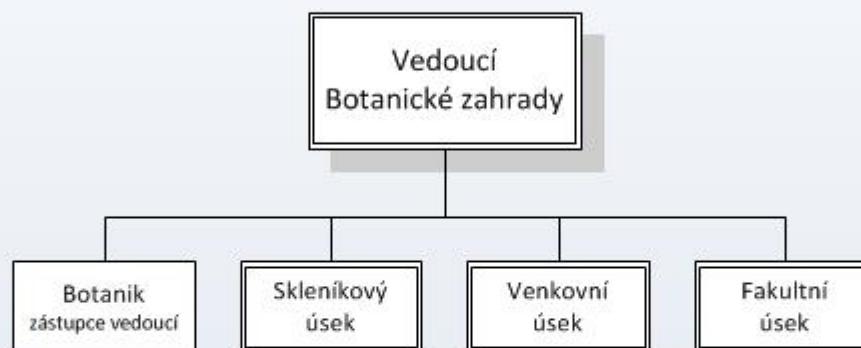 Vedoucí
Botanické zahrady
Botanik
zástupce vedoucí
Skleníkový
úsek
Venkovní
úsek
Fakultní
úsek